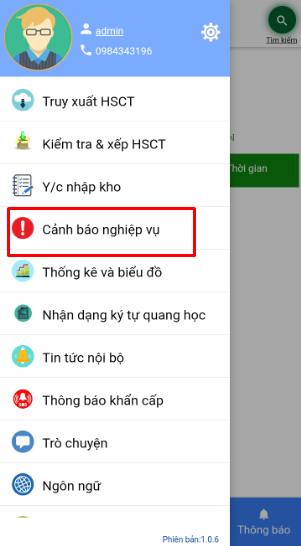 admin
0984343196
Tìm kiếm
Truy xuất HSCT
Kiểm tra & xếp HSCT
Y/c nhập kho
Thời gian
Cảnh báo nghiệp vụ
Thống kê và biểu đồ
Nhận dạng ký tự quang học
Tin tức nội bộ
Thông báo khẩn cấp
Trò chuyện
Ngôn ngữ
Thông báo
Phiên bản:1.0.6